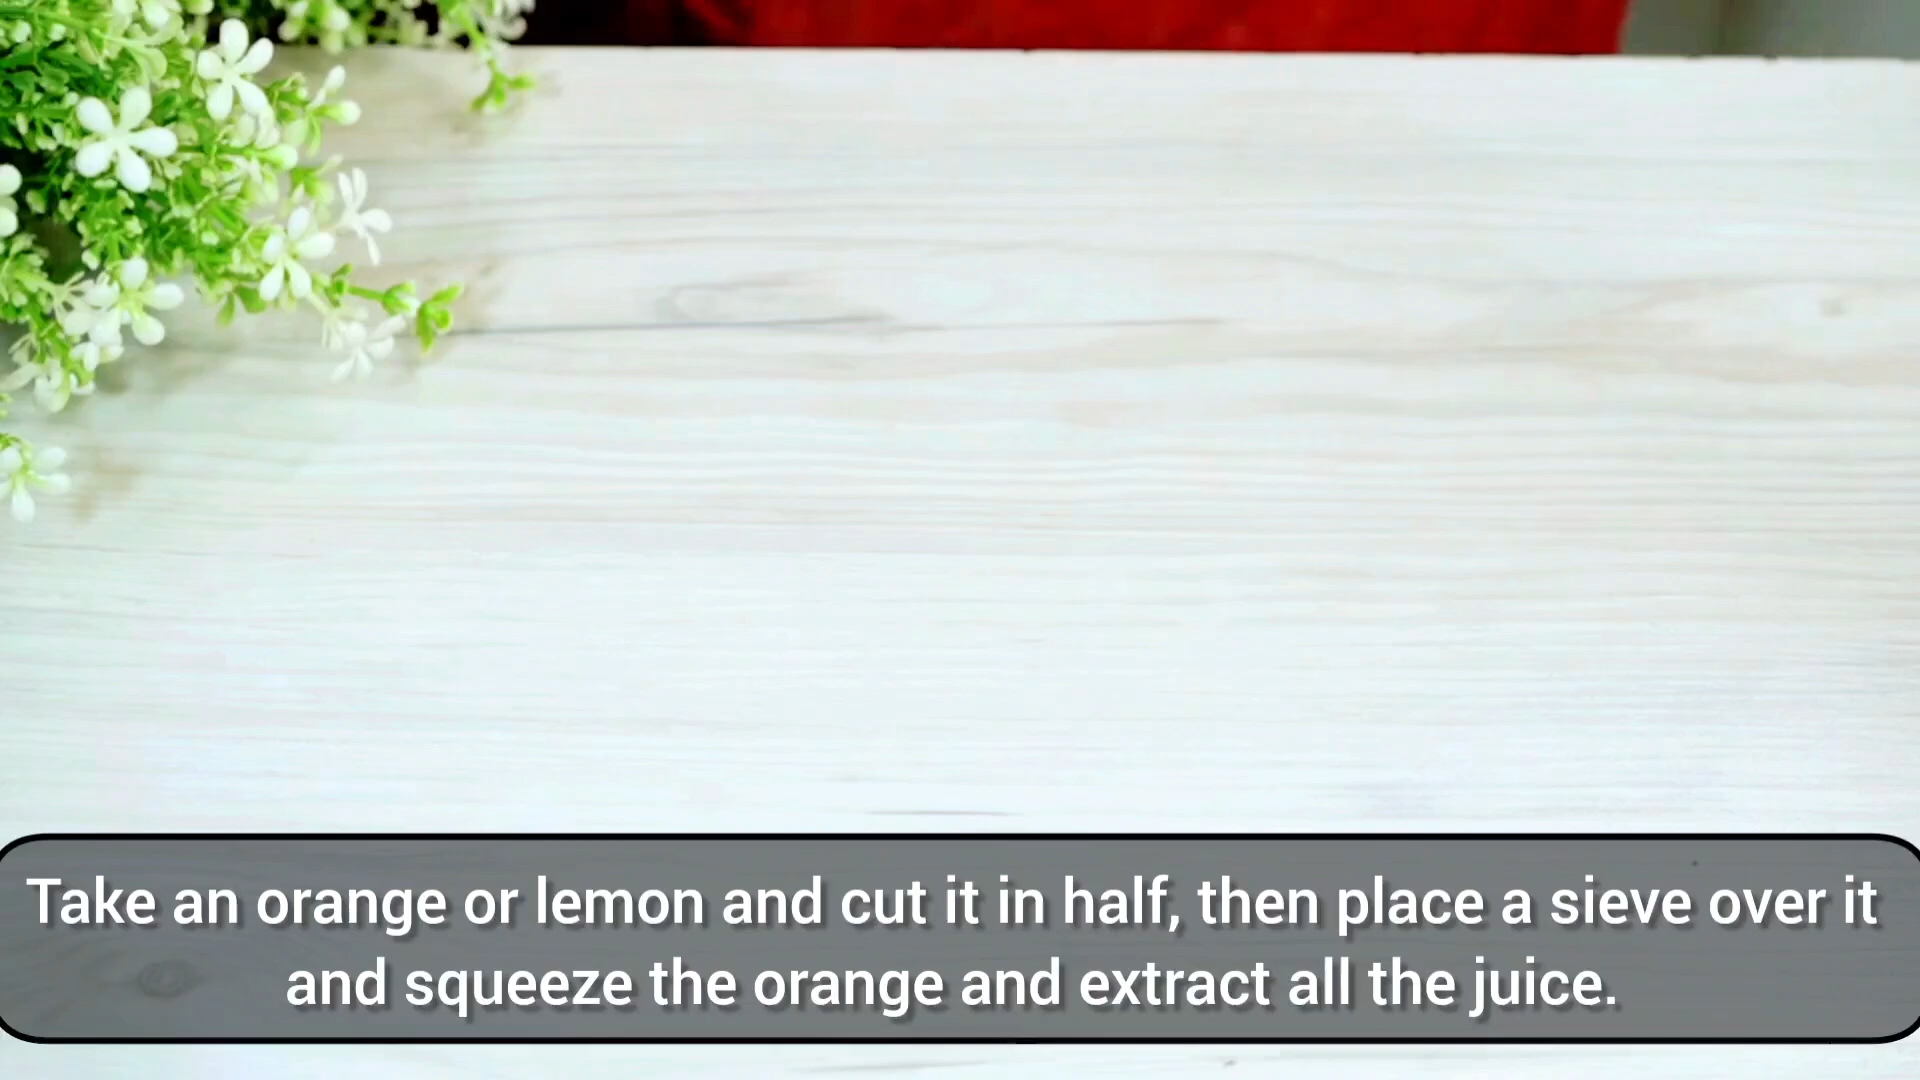 Take an orange or lemon and cut it in half, then place a sieve over it
and squeeze the orange and extract all the juice.